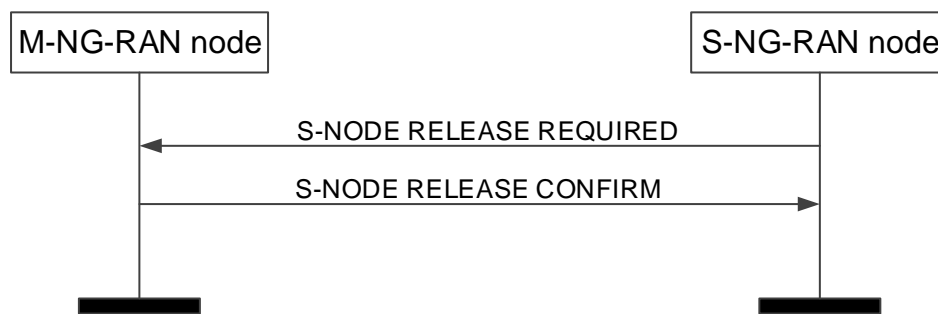 M-NG-RAN node
S-NG-RAN node
S-NODE RELEASE REQUIRED
S-NODE RELEASE CONFIRM